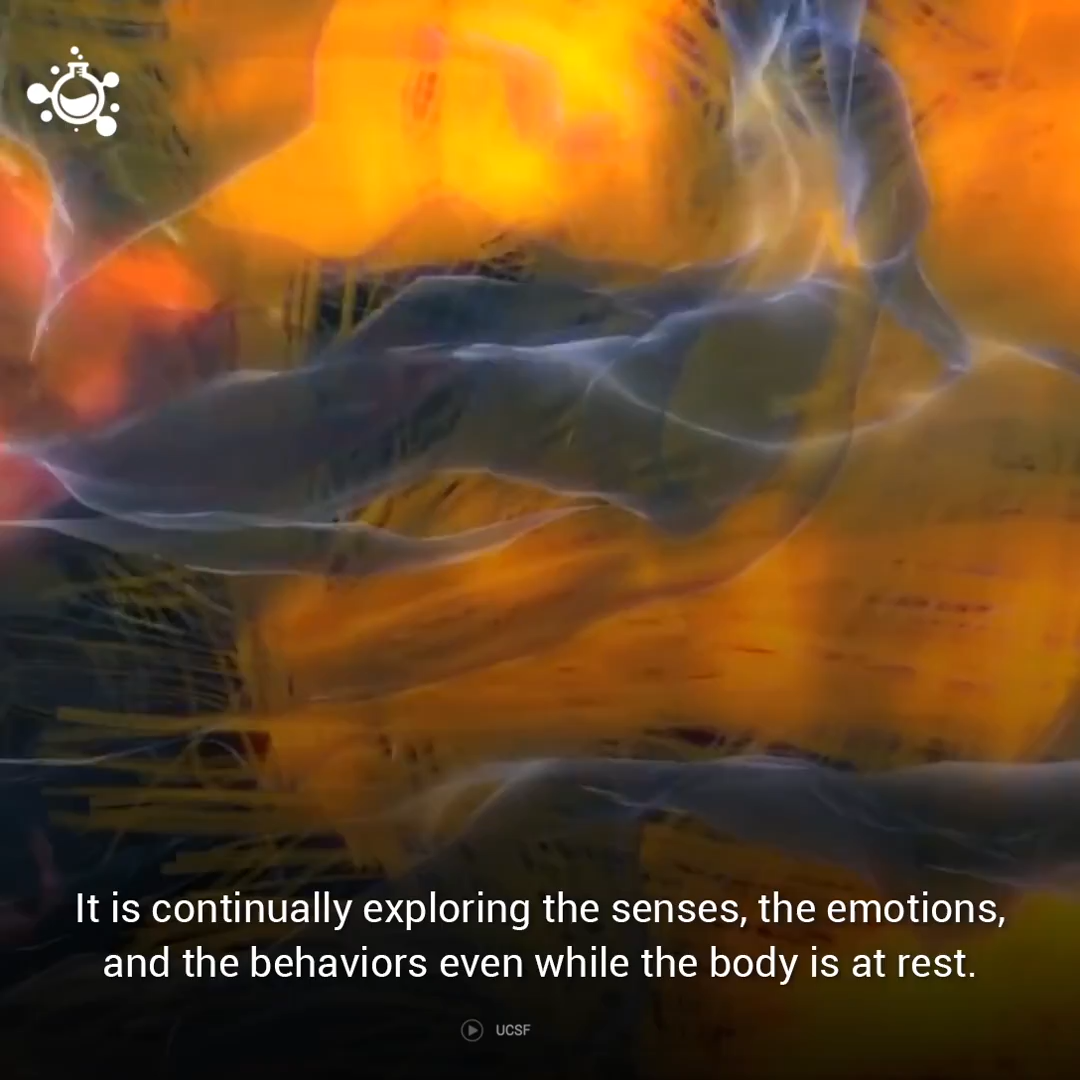 It is continually exploring the senses, the emotions,
and the behaviors even while the body is at rest.
UCSF